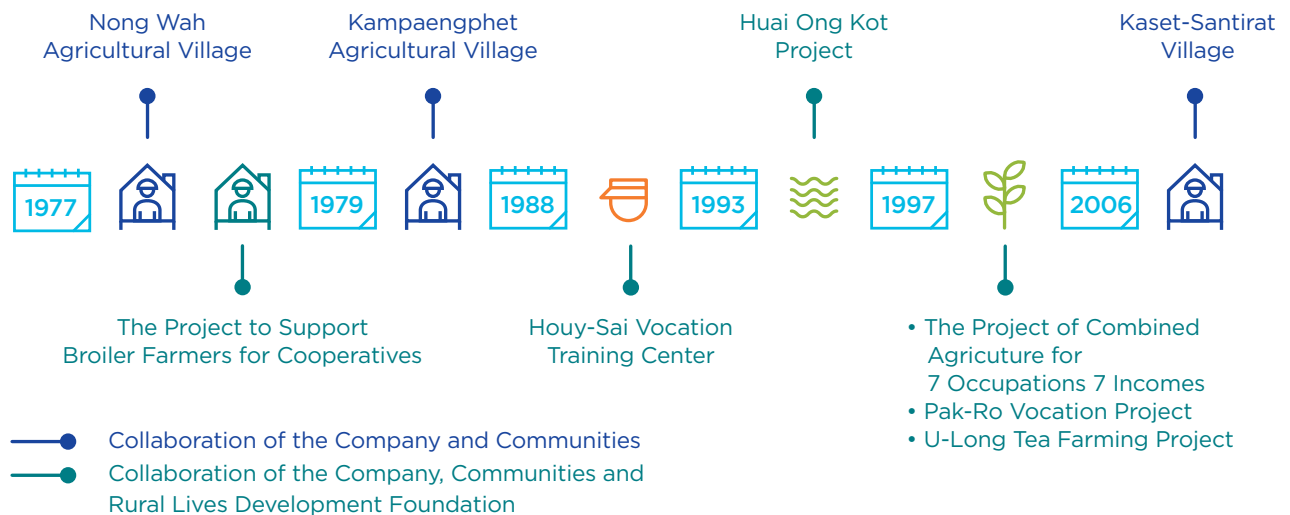 Nong Wah
Agricultural Village
Kampaengphet
Agricultural Village
Huai Ong Kot
Project
Kaset-Santirat
Village
1977
1979
1988
1993
1997
2006
The Project to Support
Broiler Farmers for Cooperatives
Houy-Sai Vocation
Training Center
• The Project of Combined
Agricuture for
7 Occupations 7 Incomes
• Pak-Ro Vocation Project
• U-Long Tea Farming Project
Collaboration of the Company and Communities
Collaboration of the Company, Communities and
Rural Lives Development Foundation